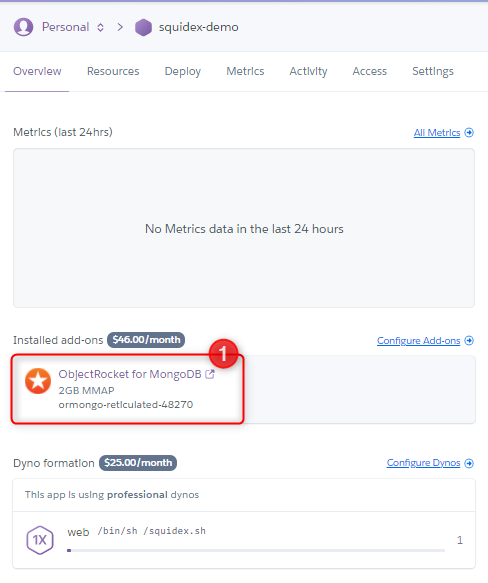 Personal > squidex-demo
Overview Resources Deploy Metrics Activity Access Settings
Metrics (last 24hrs) All Metrics
No Metrics data in the last 24 hours
Installed add-ons $46.00/month Configure Add-ons
1
ObjectRocket for MongoDB
2GB MMAP
ormongo-reticulated-48270
Dyno formation $25.00/month Configure Dynos
This app is using professional dynos
1X web /bin/sh /squidex.sh 1